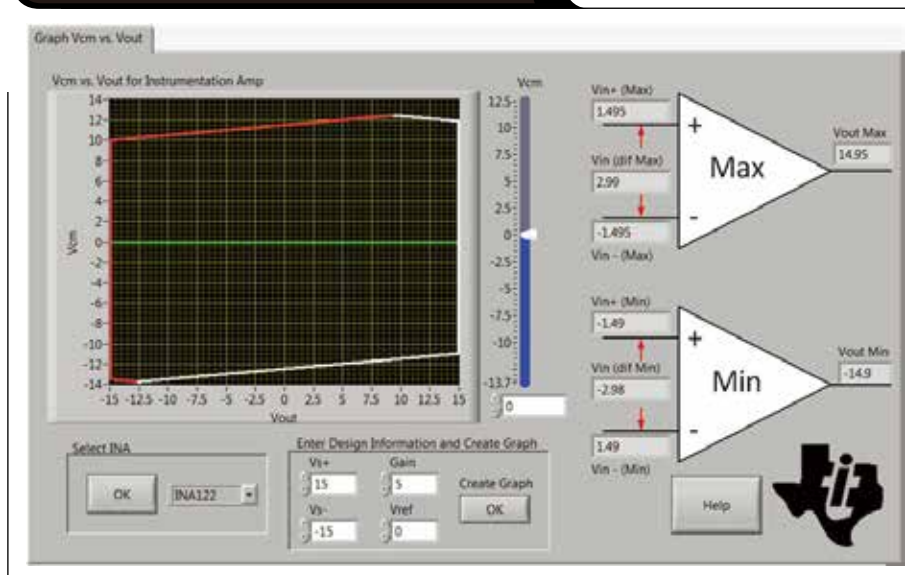 Graph Vcm vs. Vout
Vcm vs. Vout for Instrumentation Amp
14
12
10
8
6
4
2
0
-2
-4
-6
-8
-10
-12
-14
Vcm
-15 -12.5 -10 -7.5 -5 -2.5 0 2.5 5 7.5 10 12.5 15
Vout
Vcm
12.5
10
7.5
5
2.5
0
-2.5
-5
-7.5
-10
-13.7
0
Vin+ (Max)
1.495
Vin (dif Max)
2.99
-1.495
Vin - (Max)
+
Max
-
Vout Max
14.95
Vin+ (Min)
-1.49
Vin (dif Min)
-2.98
1.49
Vin - (Min)
+
Min
-
Vout Min
-14.9
Select INA
OK
INA122
Enter Design Information and Create Graph
Vs+
15
Gain
5
Vs-
-15
Vref
0
Create Graph
OK
Help
ti